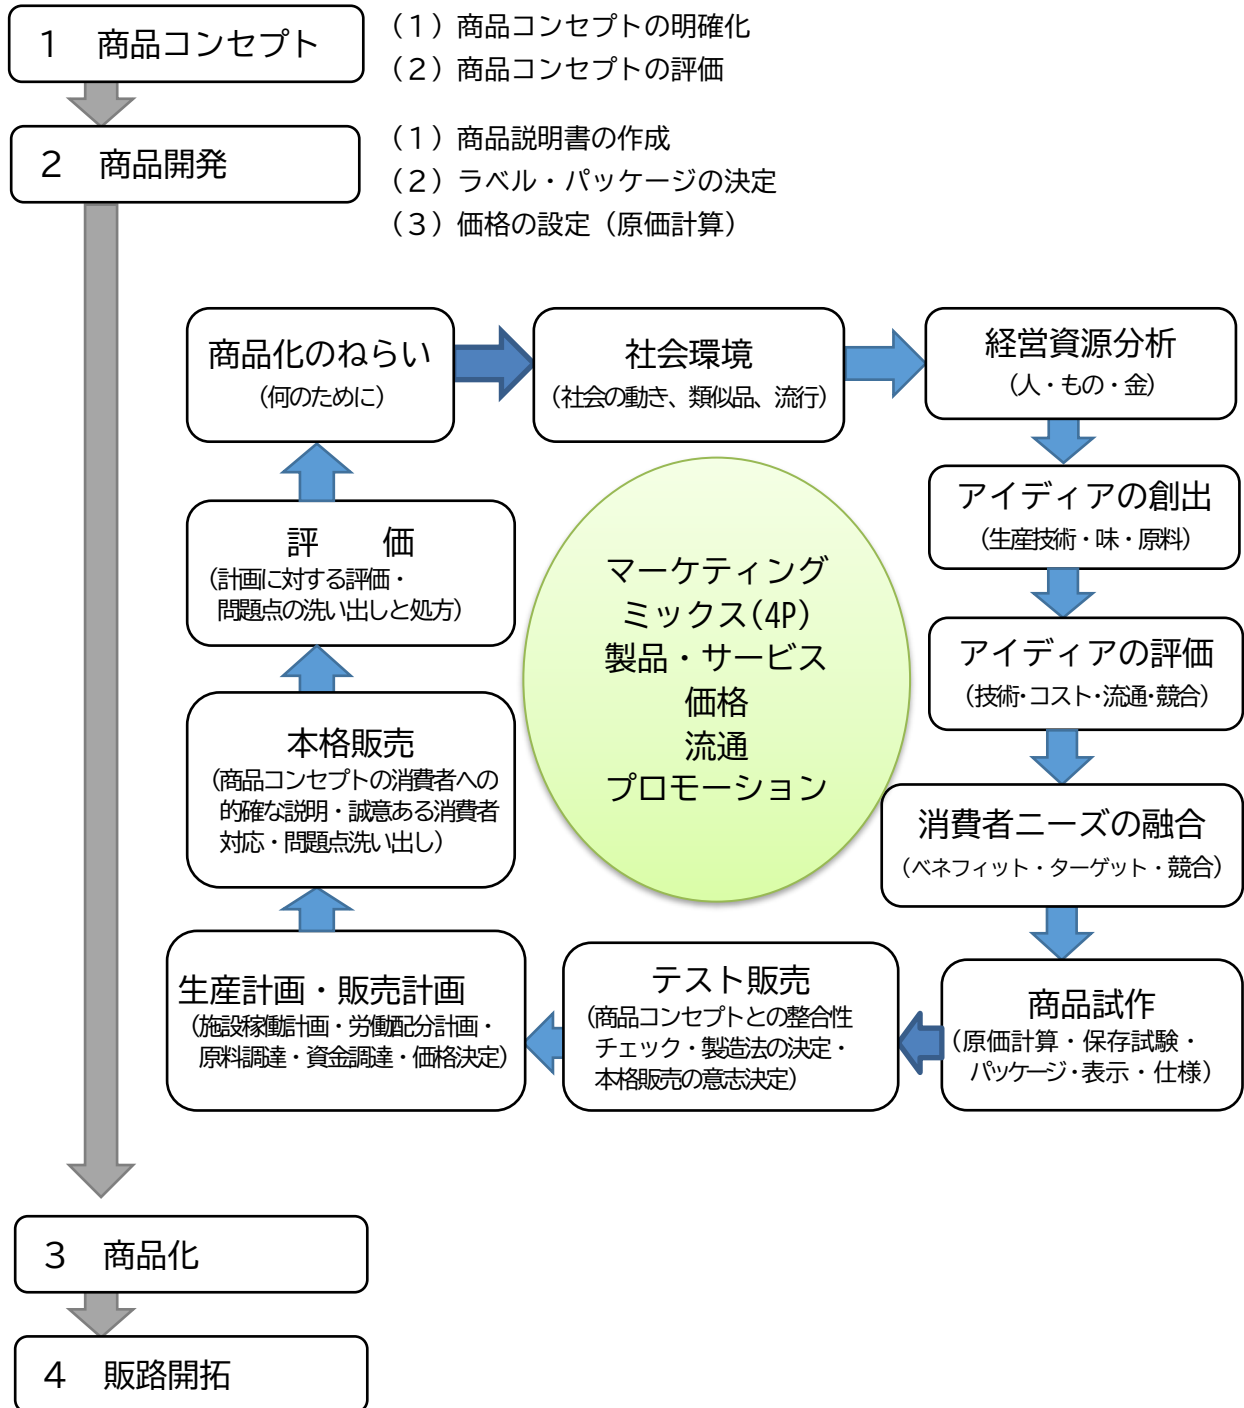 １　商品コンセプト
（１）商品コンセプトの明確化
（２）商品コンセプトの評価
２　商品開発
（１）商品説明書の作成
（２）ラベル・パッケージの決定
（３）価格の設定（原価計算）
商品化のねらい
（何のために）
社会環境
（社会の動き、類似品、流行）
経営資源分析
（人・もの・金）
アイディアの創出
（生産技術・味・原料）
アイディアの評価
（技術・コスト・流通・競合）
消費者ニーズの融合
（ベネフィット・ターゲット・競合）
商品試作
（原価計算・保存試験・
パッケージ・表示・仕様）
テスト販売
（商品コンセプトとの整合性
チェック・製造法の決定・
本格販売の意志決定）
生産計画・販売計画
（施設稼働計画・労働配分計画・
原料調達・資金調達・価格決定）
本格販売
（商品コンセプトの消費者への
的確な説明・誠意ある消費者
対応・問題点洗い出し）
評　　価
（計画に対する評価・
問題点の洗い出しと処方）
マーケティング
ミックス(4P)
製品・サービス
価格
流通
プロモーション
３　商品化
４　販路開拓